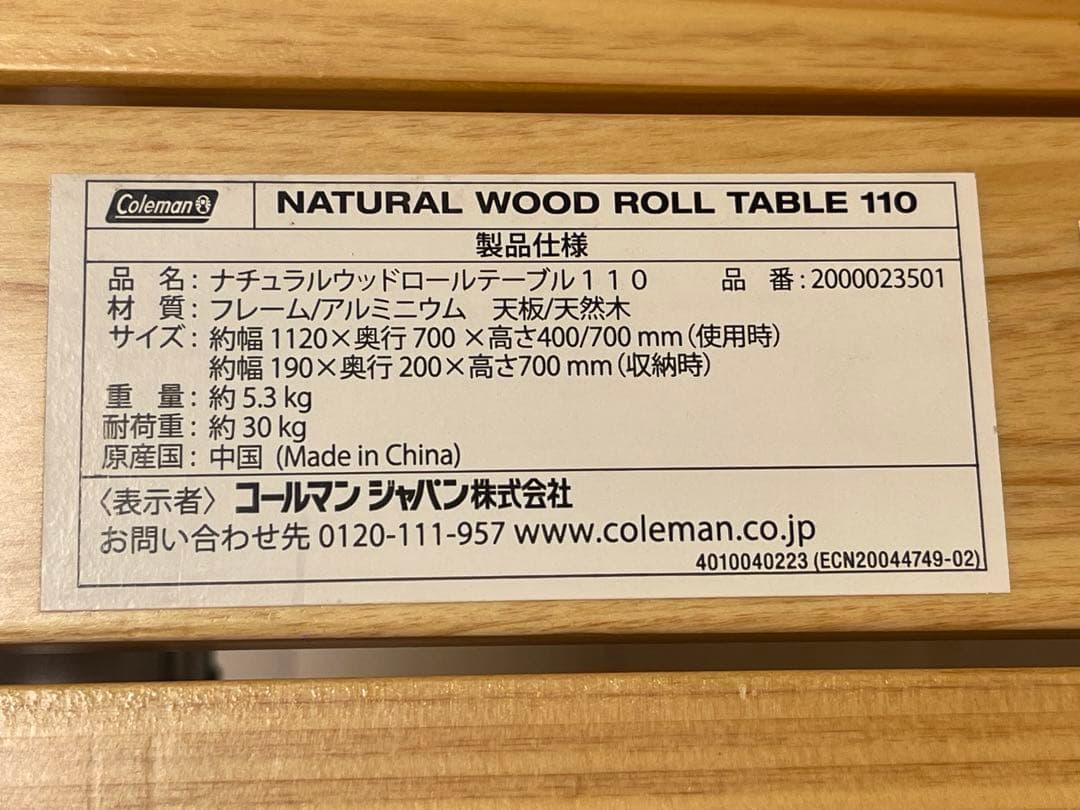 Coleman NATURAL WOOD ROLL TABLE 110
製品仕様
品 名：ナチュラルウッドロールテーブル１１０ 品 番：2000023501
材 質：フレーム/アルミニウム 天板/天然木
サイズ：約幅 1120×奥行 700 ×高さ400/700 mm（使用時）
約幅 190×奥行 200×高さ700 mm（収納時）
重 量：約 5.3 kg
耐荷重：約 30 kg
原産国：中国 (Made in China)
〈表示者〉コールマン ジャパン株式会社
お問い合わせ先 0120-111-957 www.coleman.co.jp
4010040223 (ECN20044749-02)